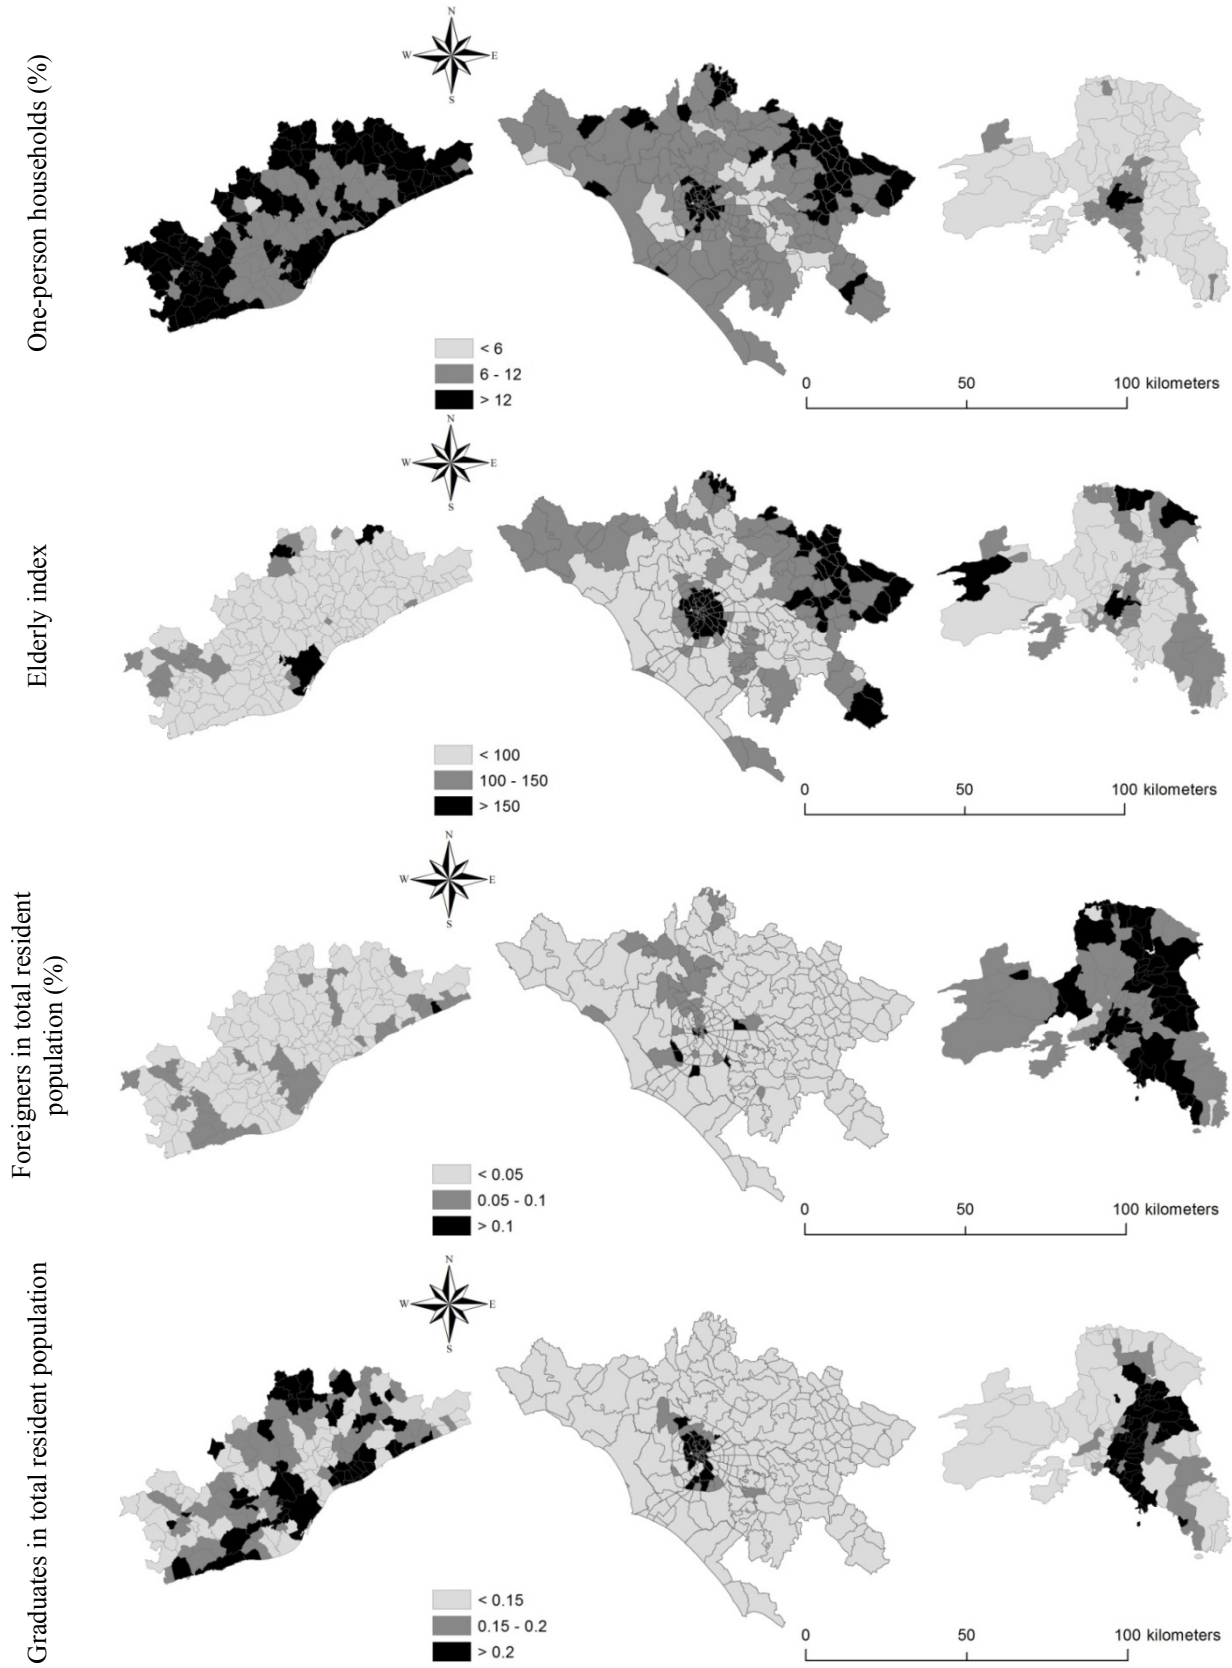 One-person households (%)
N
W
E
S
< 6
6 - 12
> 12
0
50
100 kilometers
Elderly index
N
W
E
S
< 100
100 - 150
> 150
0
50
100 kilometers
Foreigners in total resident
population (%)
N
W
E
S
< 0.05
0.05 - 0.1
> 0.1
0
50
100 kilometers
Graduates in total resident population
N
W
E
S
< 0.15
0.15 - 0.2
> 0.2
0
50
100 kilometers